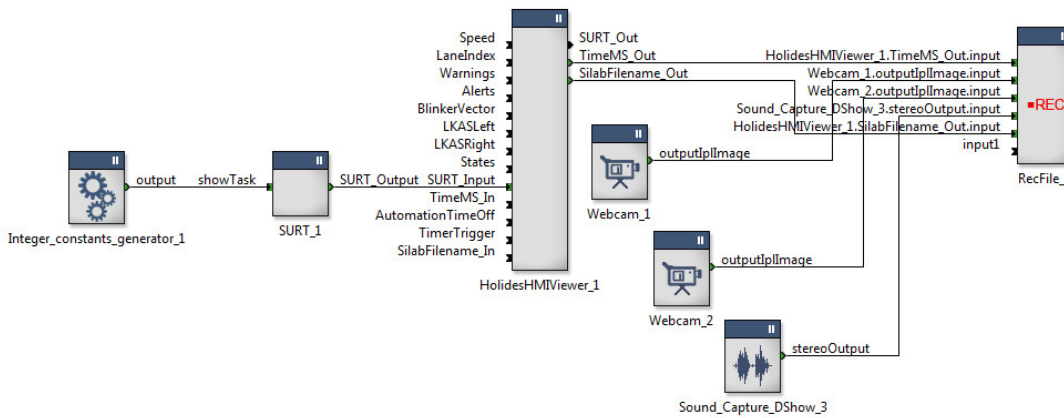 Speed
LaneIndex
Warnings
Alerts
BlinkerVector
LKASLeft
LKASRight
States
SURT_Input
TimeMS_In
AutomationTimeOff
TimerTrigger
SilabFilename_In
SURT_Out
TimeMS_Out
SilabFilename_Out
HolidesHMIViewer_1
output
showTask
Integer_constants_generator_1
SURT_Output
SURT_1
outputIplImage
Webcam_1
outputIplImage
Webcam_2
stereoOutput
Sound_Capture_DShow_3
HolidesHMIViewer_1.TimeMS_Out.input
Webcam_1.outputIplImage.input
Webcam_2.outputIplImage.input
Sound_Capture_DShow_3.stereoOutput.input
HolidesHMIViewer_1.SilabFilename_Out.input
input1
REC
RecFile_